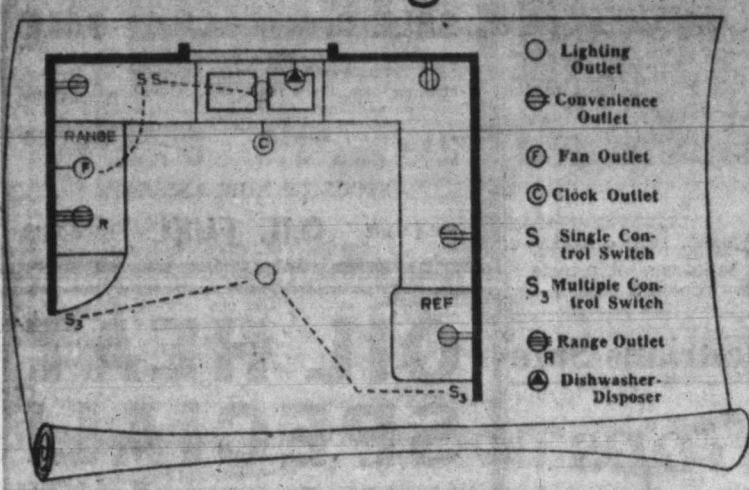 S S
RANGE
F
C
R
REF
S3
S3
Lighting
Outlet
Convenience
Outlet
F Fan Outlet
C Clock Outlet
S Single Con-
trol Switch
S3 Multiple Con-
trol Switch
Range Outlet
R
Dishwasher-
Disposer